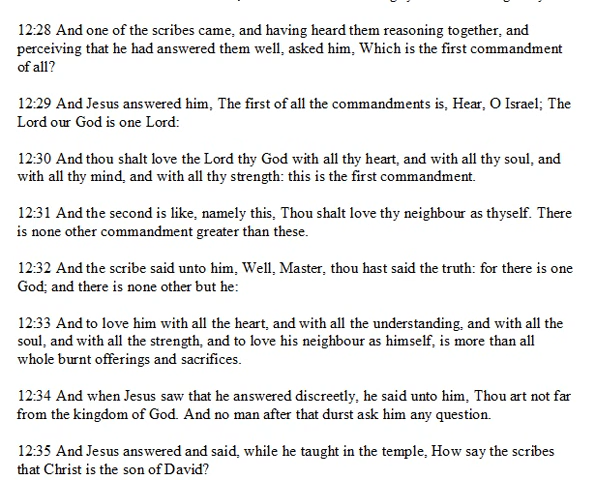 12:28 And one of the scribes came, and having heard them reasoning together, and
perceiving that he had answered them well, asked him, Which is the first commandment
of all?
12:29 And Jesus answered him, The first of all the commandments is, Hear, O Israel; The
Lord our God is one Lord:
12:30 And thou shalt love the Lord thy God with all thy heart, and with all thy soul, and
with all thy mind, and with all thy strength: this is the first commandment.
12:31 And the second is like, namely this, Thou shalt love thy neighbour as thyself. There
is none other commandment greater than these.
12:32 And the scribe said unto him, Well, Master, thou hast said the truth: for there is one
God; and there is none other but he:
12:33 And to love him with all the heart, and with all the understanding, and with all the
soul, and with all the strength, and to love his neighbour as himself, is more than all
whole burnt offerings and sacrifices.
12:34 And when Jesus saw that he answered discreetly, he said unto him, Thou art not far
from the kingdom of God. And no man after that durst ask him any question.
12:35 And Jesus answered and said, while he taught in the temple, How say the scribes
that Christ is the son of David?